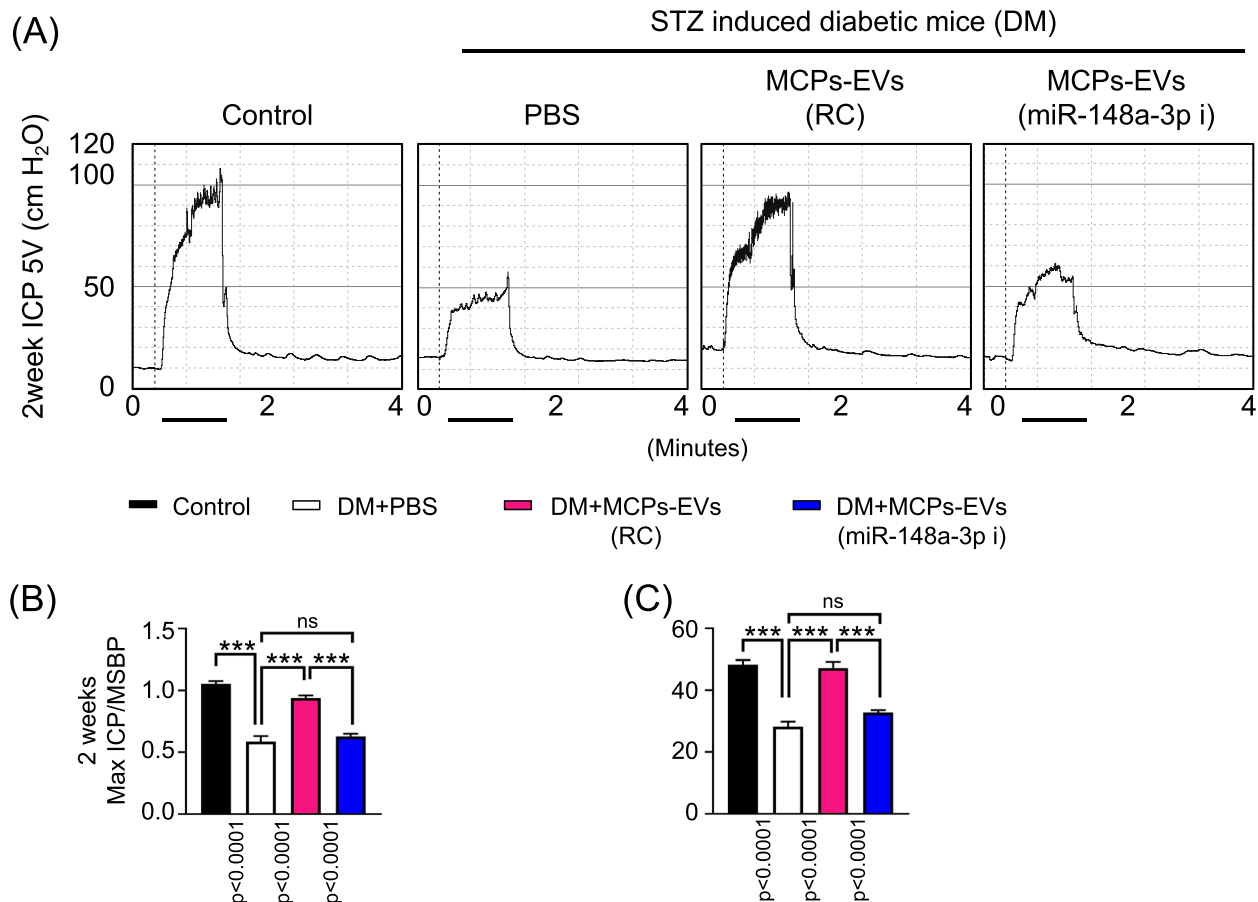 (A)
STZ induced diabetic mice (DM)
Control
PBS
MCPs-EVs
(RC)
MCPs-EVs
(miR-148a-3p i)
2week ICP 5V (cm H₂O)
120
100
50
0
0 2 4
0 2 4
0 2 4
0 2 4
(Minutes)
Control
DM+PBS
DM+MCPs-EVs
(RC)
DM+MCPs-EVs
(miR-148a-3p i)
(B)
2 weeks
Max ICP/MSBP
1.5
1.0
0.5
0.0
ns
*** *** ***
p<0.0001
p<0.0001
p<0.0001
(C)
60
40
20
0
ns
*** *** ***
p<0.0001
p<0.0001
p<0.0001